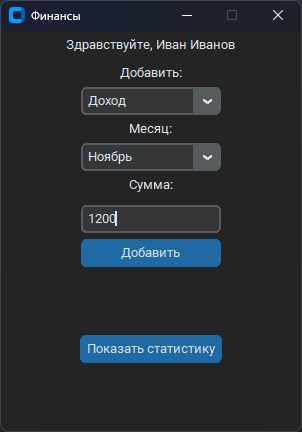 Финансы
Здравствуйте, Иван Иванов
Добавить:
Доход
Месяц:
Ноябрь
Сумма:
1200
Добавить
Показать статистику